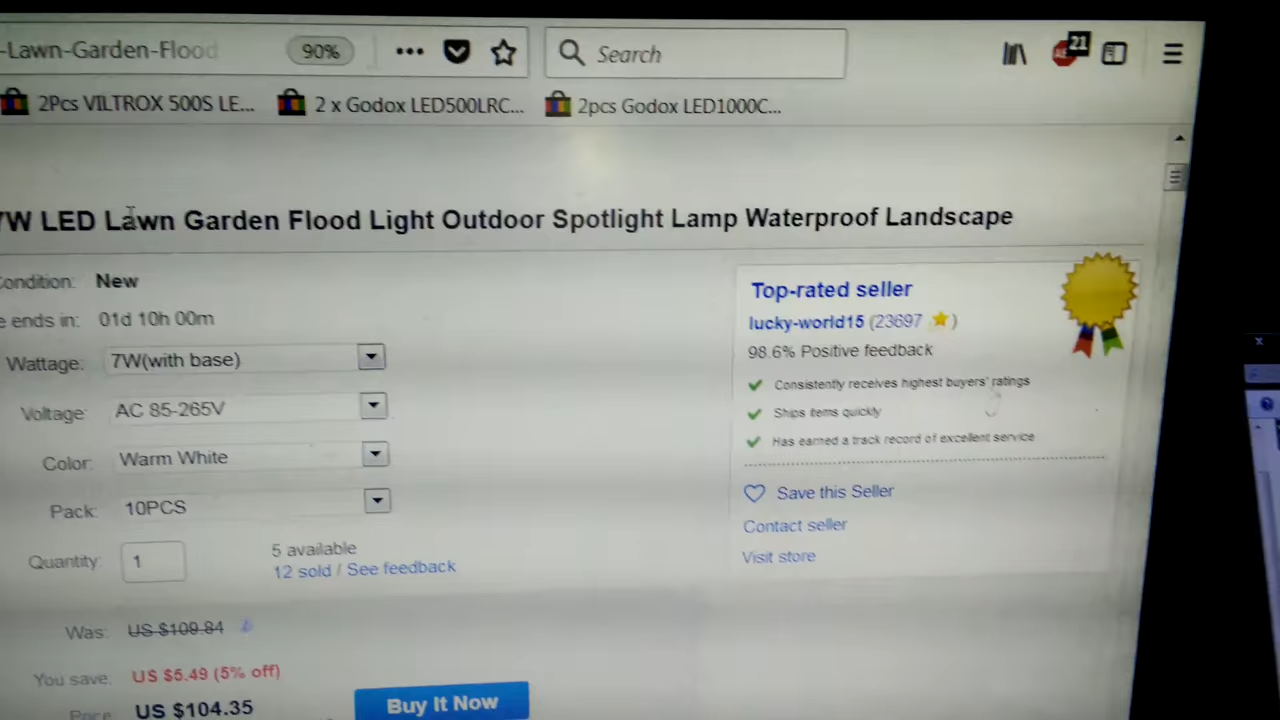 -Lawn-Garden-Flood 90% Search 21
2Pcs VILTROX 500S LE... 2 x Godox LED500LRC... 2pcs Godox LED1000C...
7W LED Lawn Garden Flood Light Outdoor Spotlight Lamp Waterproof Landscape
Condition: New
e ends in: 01d 10h 00m
Wattage: 7W(with base)
Voltage: AC 85-265V
Color: Warm White
Pack: 10PCS
Quantity: 1
5 available
12 sold / See feedback
Was: US $109.84
You save: US $5.49 (5% off)
Price: US $104.35
Buy It Now
Top-rated seller
lucky-world15 (23697 )
98.6% Positive feedback
Consistently receives highest buyers' ratings
Ships items quickly
Has earned a track record of excellent service
Save this Seller
Contact seller
Visit store